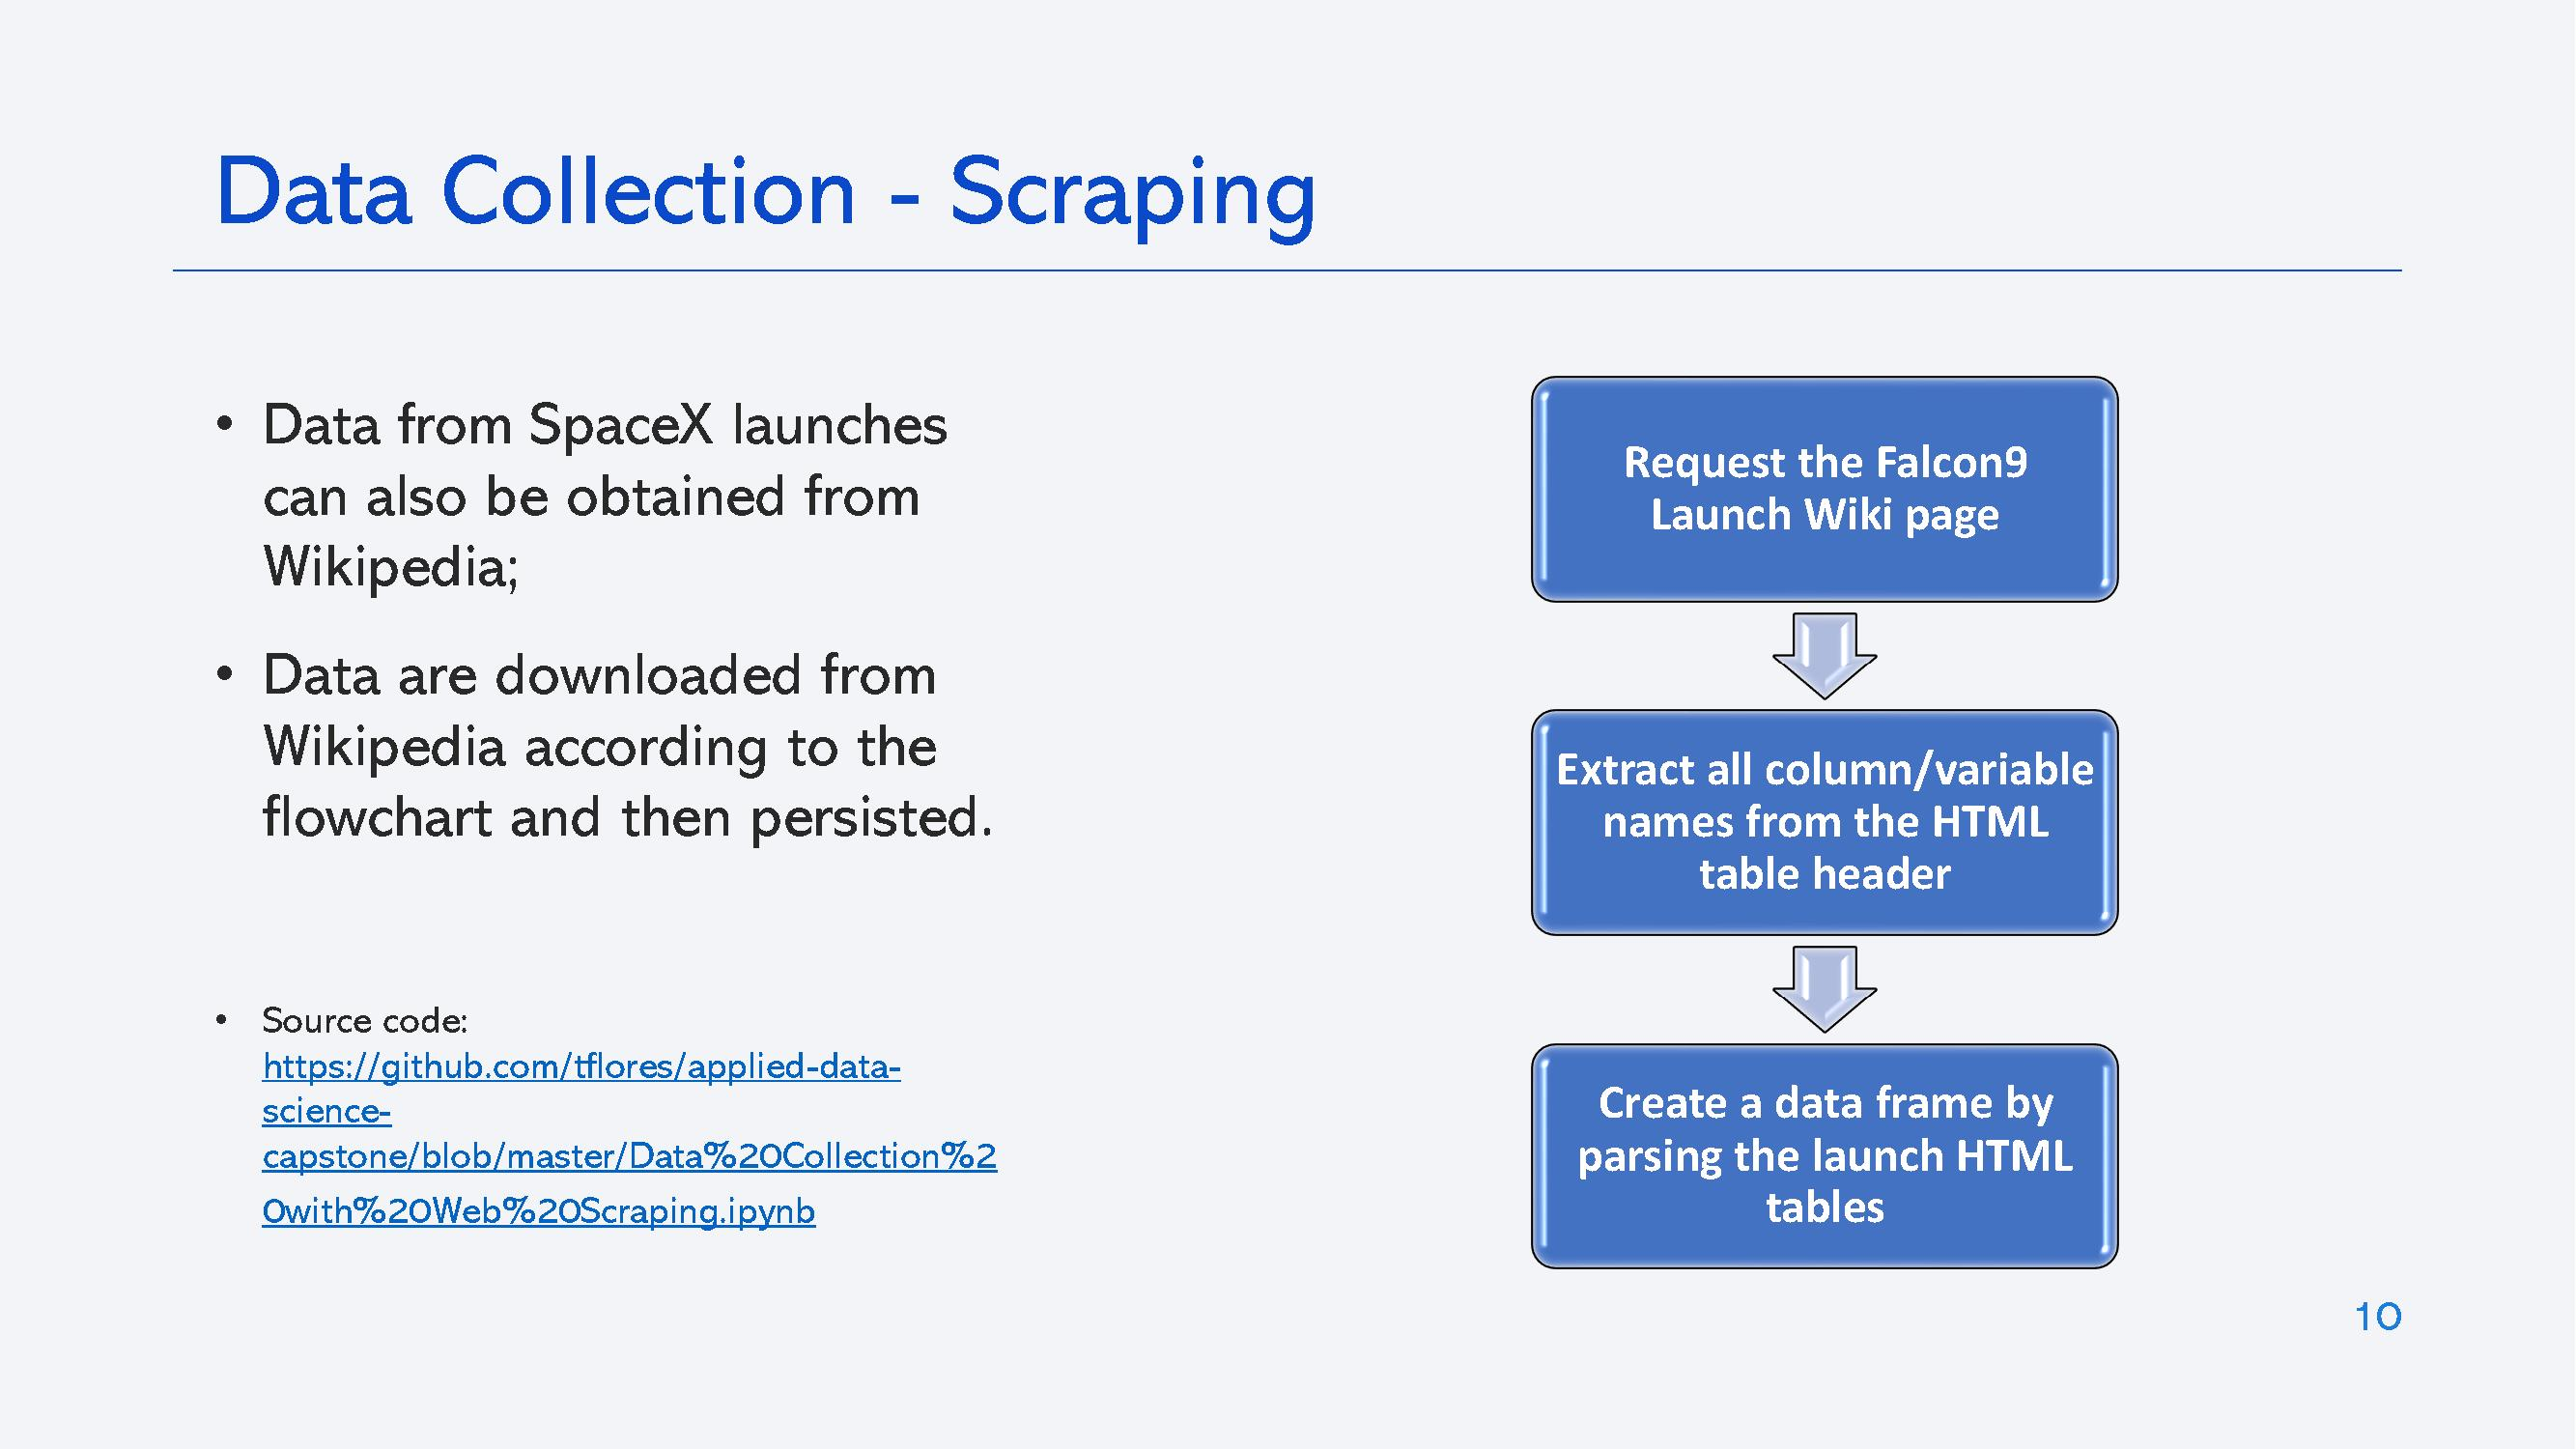 Data Collection - Scraping
• Data from SpaceX launches
can also be obtained from
Wikipedia;
• Data are downloaded from
Wikipedia according to the
flowchart and then persisted.
• Source code:
https://github.com/tflores/applied-data-
science-
capstone/blob/master/Data%20Collection%2
0with%20Web%20Scraping.ipynb
Request the Falcon9
Launch Wiki page
Extract all column/variable
names from the HTML
table header
Create a data frame by
parsing the launch HTML
tables
10